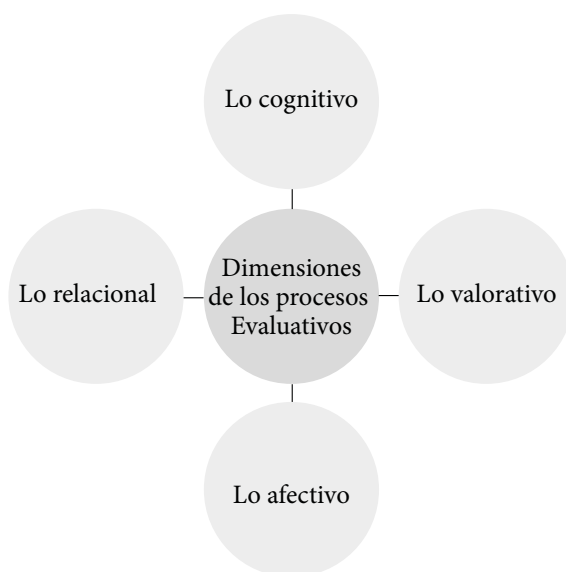 Lo cognitivo
Lo relacional
Dimensiones
de los procesos
Evaluativos
Lo valorativo
Lo afectivo